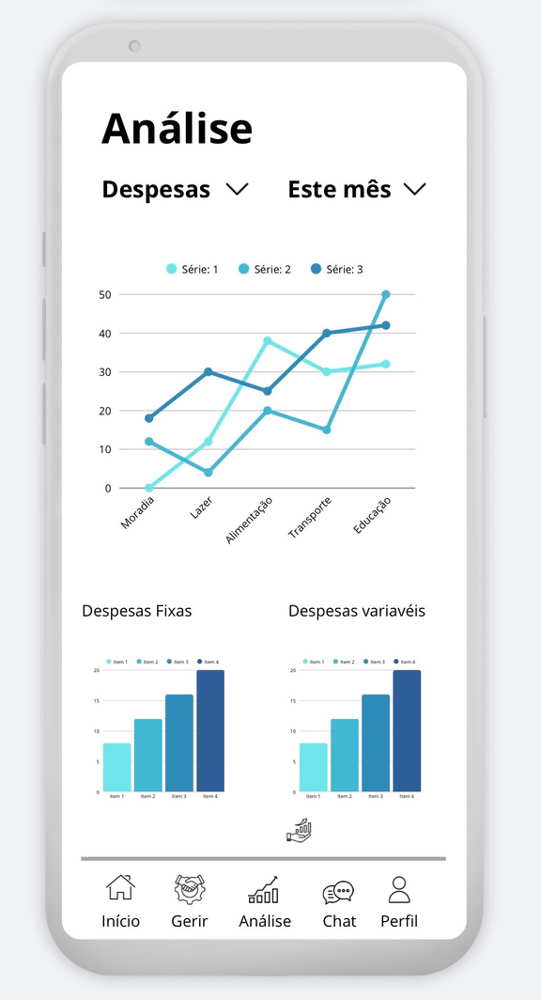 Análise
Despesas Este mês
Série: 1 Série: 2 Série: 3
50
40
30
20
10
0
Moradia Lazer Alimentação Transporte Educação
Despesas Fixas Despesas variavéis
Item 1 Item 2 Item 3 Item 4 Item 1 Item 2 Item 3 Item 4
20 20
15 15
10 10
5 5
0 0
Item 1 Item 2 Item 3 Item 4 Item 1 Item 2 Item 3 Item 4
Início Gerir Análise Chat Perfil